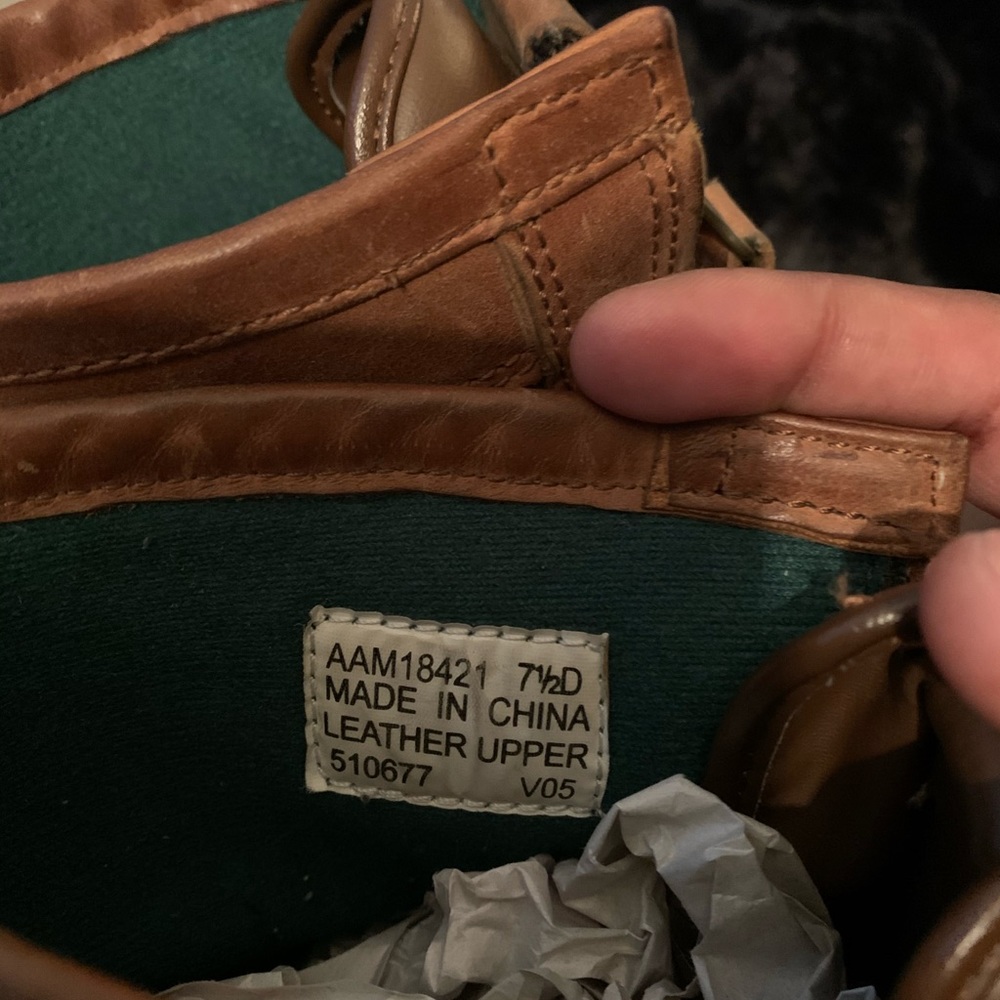 AAM18421 7½D
MADE IN CHINA
LEATHER UPPER
510677 V05